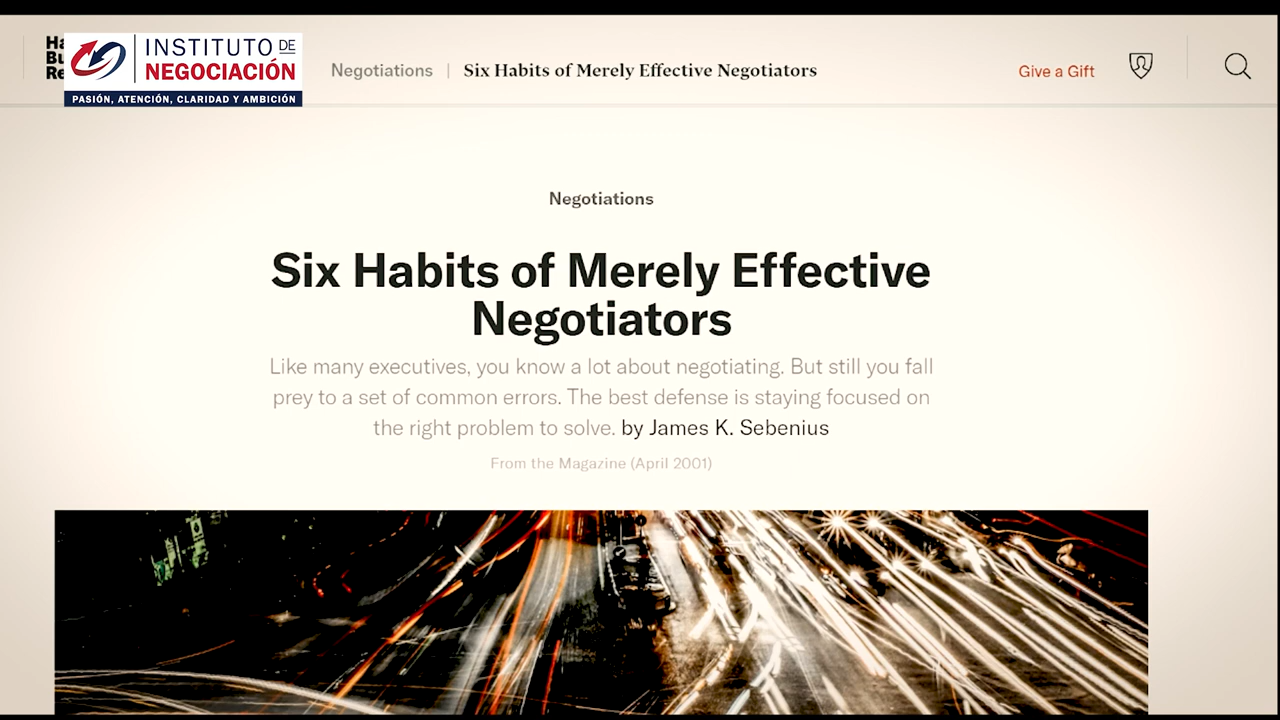 Ha
Bu
Re
INSTITUTO DE
NEGOCIACIÓN
PASIÓN, ATENCIÓN, CLARIDAD Y AMBICIÓN
Negotiations | Six Habits of Merely Effective Negotiators
Give a Gift
Negotiations
Six Habits of Merely Effective
Negotiators
Like many executives, you know a lot about negotiating. But still you fall
prey to a set of common errors. The best defense is staying focused on
the right problem to solve. by James K. Sebenius
From the Magazine (April 2001)